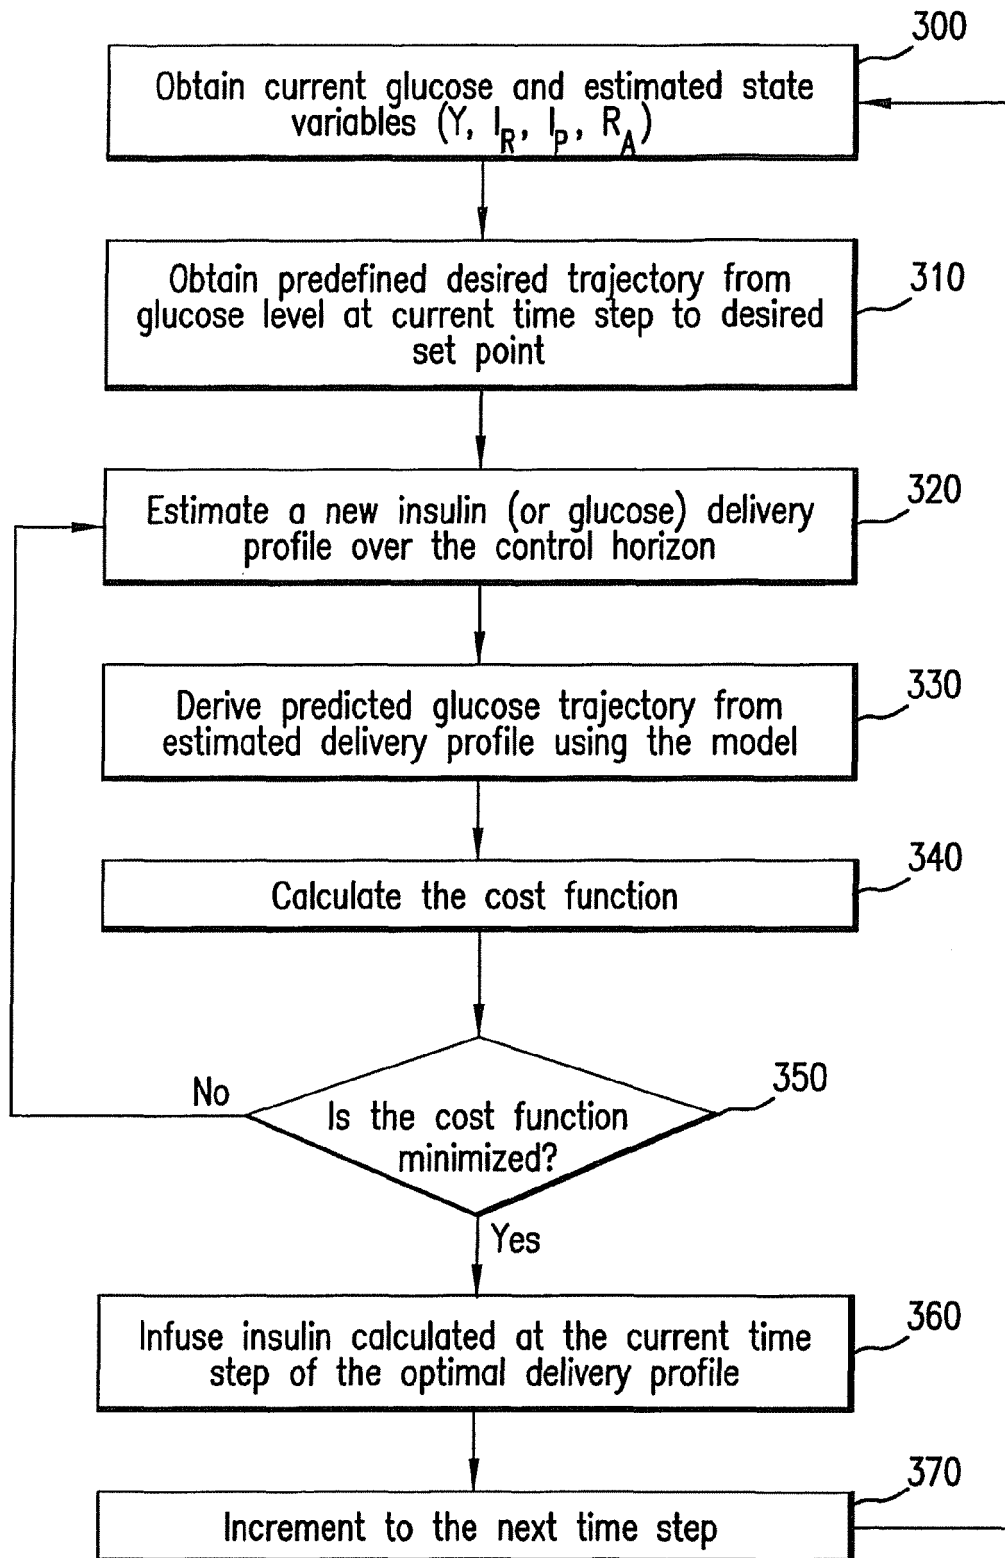 300
Obtain current glucose and estimated state
variables (Y, I_R, I_P, R_A)
310
Obtain predefined desired trajectory from
glucose level at current time step to desired
set point
320
Estimate a new insulin (or glucose) delivery
profile over the control horizon
330
Derive predicted glucose trajectory from
estimated delivery profile using the model
340
Calculate the cost function
350
No
Is the cost function
minimized?
Yes
360
Infuse insulin calculated at the current time
step of the optimal delivery profile
370
Increment to the next time step